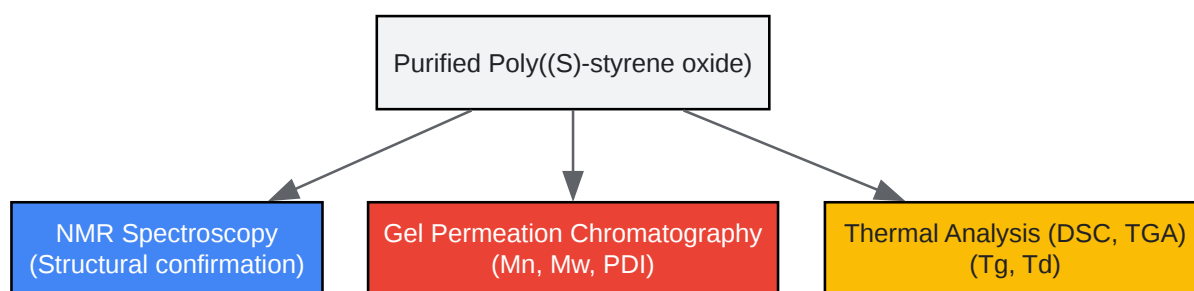 Purified Poly((S)-styrene oxide)
NMR Spectroscopy
(Structural confirmation)
Gel Permeation Chromatography
(Mn, Mw, PDI)
Thermal Analysis (DSC, TGA)
(Tg, Td)